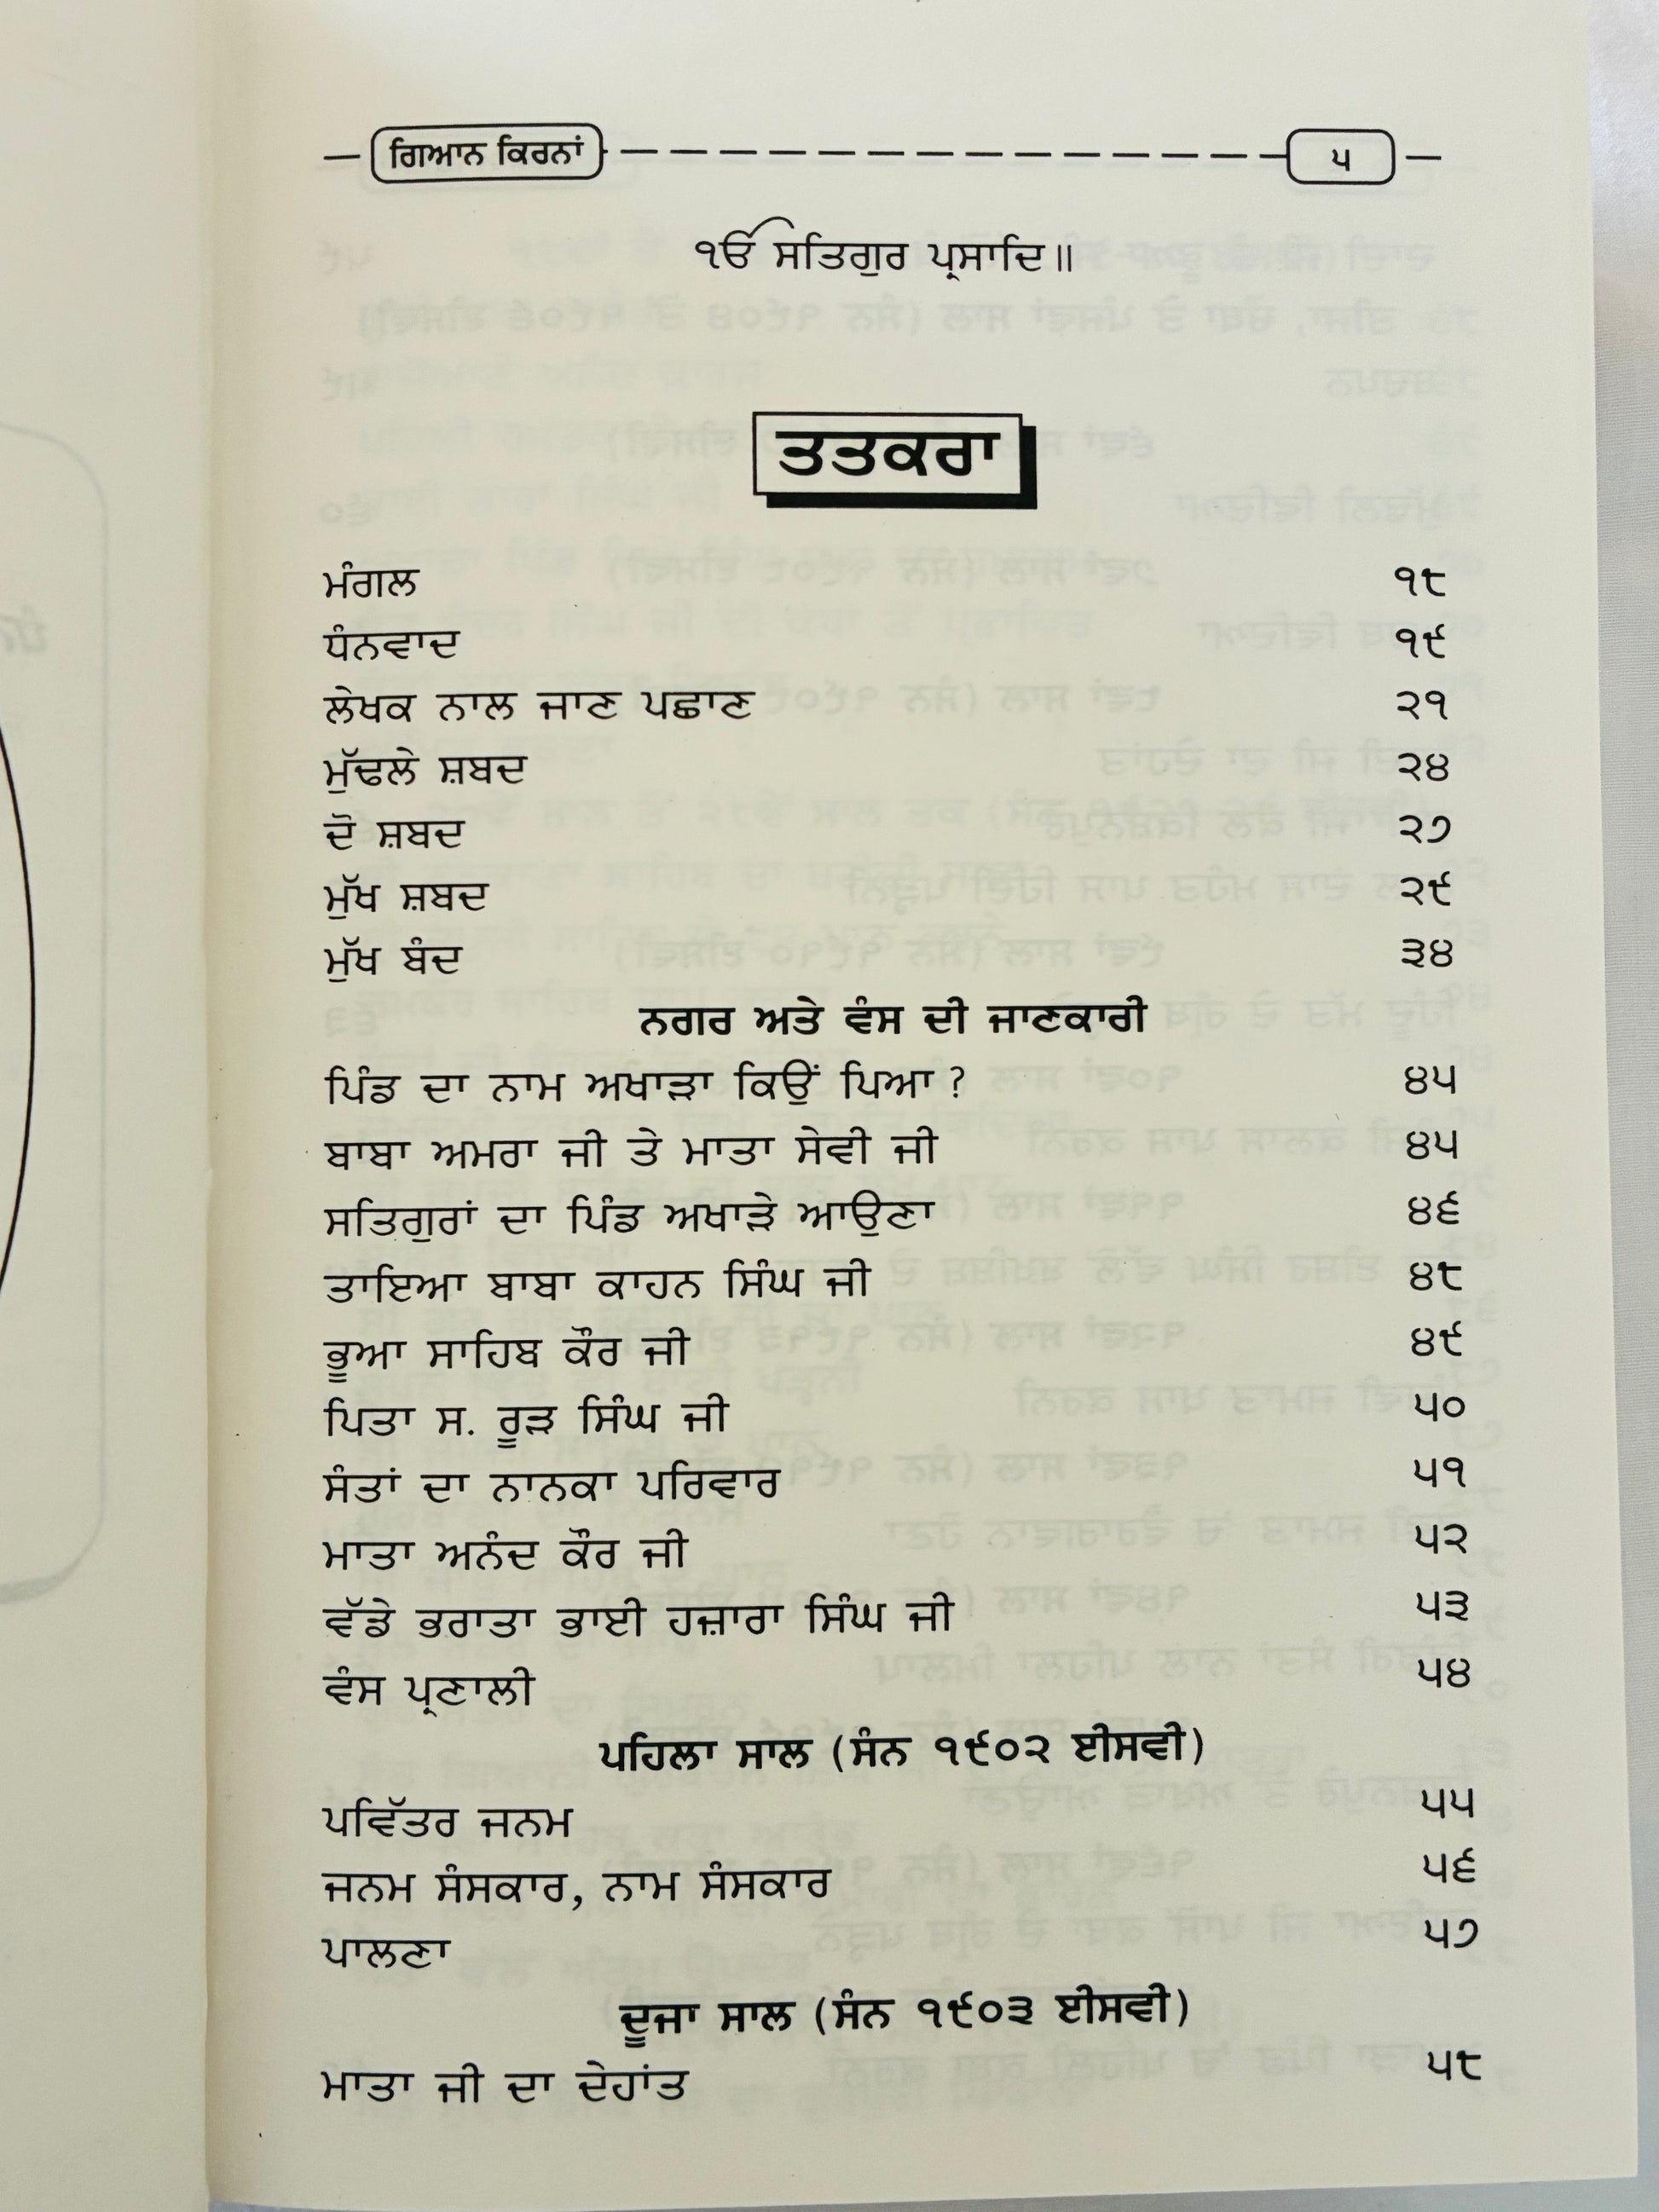 ਗਿਆਨ ਕਿਰਨਾਂ ੫
ੴ ਸਤਿਗੁਰ ਪ੍ਰਸਾਦਿ॥
ਤਤਕਰਾ
ਮੰਗਲ ੧੮
ਧੰਨਵਾਦ ੧੯
ਲੇਖਕ ਨਾਲ ਜਾਣ ਪਛਾਣ ੨੧
ਮੁੱਢਲੇ ਸ਼ਬਦ ੨੪
ਦੋ ਸ਼ਬਦ ੨੭
ਮੁੱਖ ਸ਼ਬਦ ੨੯
ਮੁੱਖ ਬੰਦ ੩੪
ਨਗਰ ਅਤੇ ਵੰਸ ਦੀ ਜਾਣਕਾਰੀ
ਪਿੰਡ ਦਾ ਨਾਮ ਅਖਾੜਾ ਕਿਉਂ ਪਿਆ ? ੪੫
ਬਾਬਾ ਅਮਰਾ ਜੀ ਤੇ ਮਾਤਾ ਸੇਵੀ ਜੀ ੪੫
ਸਤਿਗੁਰਾਂ ਦਾ ਪਿੰਡ ਅਖਾੜੇ ਆਉਣਾ ੪੬
ਤਾਇਆ ਬਾਬਾ ਕਾਹਨ ਸਿੰਘ ਜੀ ੪੮
ਭੂਆ ਸਾਹਿਬ ਕੌਰ ਜੀ ੪੯
ਪਿਤਾ ਸ. ਰੂੜ ਸਿੰਘ ਜੀ ੫੦
ਸੰਤਾਂ ਦਾ ਨਾਨਕਾ ਪਰਿਵਾਰ ੫੧
ਮਾਤਾ ਅਨੰਦ ਕੌਰ ਜੀ ੫੨
ਵੱਡੇ ਭਰਾਤਾ ਭਾਈ ਹਜ਼ਾਰਾ ਸਿੰਘ ਜੀ ੫੩
ਵੰਸ ਪ੍ਰਣਾਲੀ ੫੪
ਪਹਿਲਾ ਸਾਲ (ਸੰਨ ੧੯੦੨ ਈਸਵੀ)
ਪਵਿੱਤਰ ਜਨਮ ੫੫
ਜਨਮ ਸੰਸਕਾਰ, ਨਾਮ ਸੰਸਕਾਰ ੫੬
ਪਾਲਣਾ ੫੭
ਦੂਜਾ ਸਾਲ (ਸੰਨ ੧੯੦੩ ਈਸਵੀ)
ਮਾਤਾ ਜੀ ਦਾ ਦੇਹਾਂਤ ੫੮